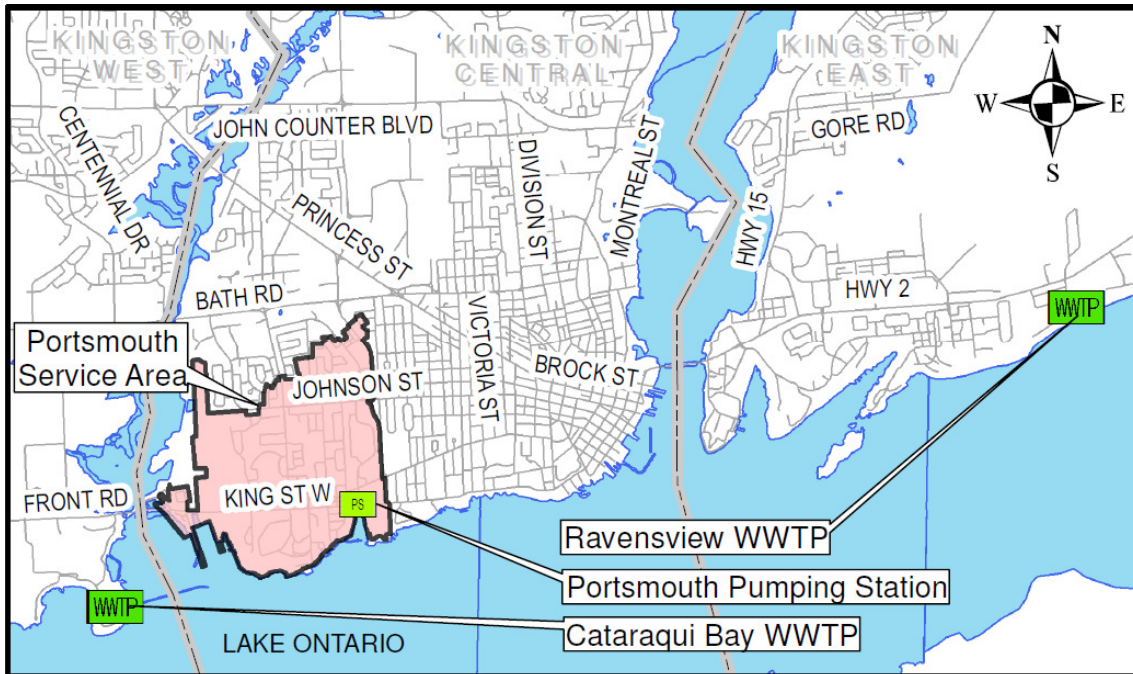 KINGSTON
WEST
KINGSTON
CENTRAL
KINGSTON
EAST
N
W
E
S
CENTENNIAL DR
JOHN COUNTER BLVD
DIVISION ST
MONTREAL ST
GORE RD
PRINCESS ST
HWY 15
BATH RD
HWY 2
WWTP
Portsmouth
Service Area
VICTORIA ST
BROCK ST
JOHNSON ST
FRONT RD
KING ST W
PS
Ravensview WWTP
Portsmouth Pumping Station
WWTP
Cataraqui Bay WWTP
LAKE ONTARIO